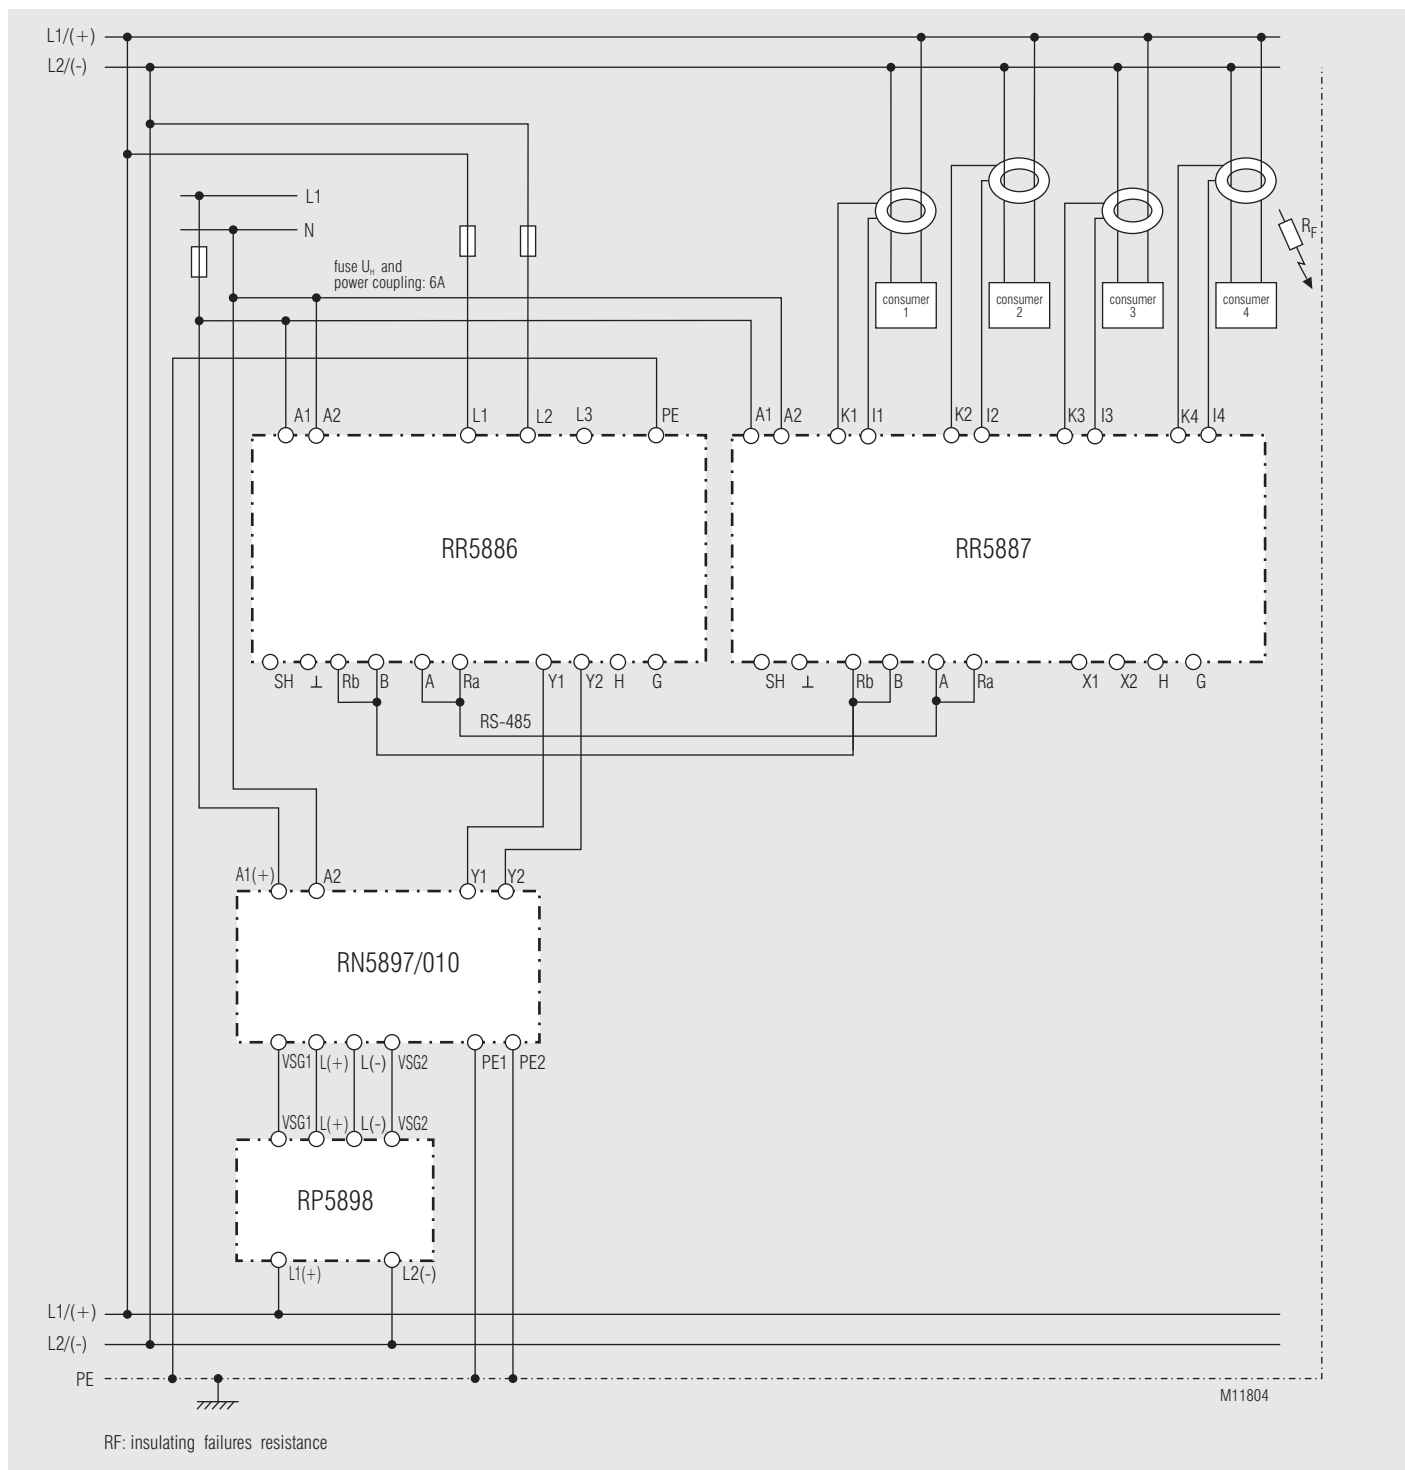 L1/(+)
L2/(-)
L1
N
fuse UH and
power coupling: 6A
RF
consumer
1
consumer
2
consumer
3
consumer
4
A1 A2 L1 L2 L3 PE
A1 A2 K1 I1 K2 I2 K3 I3 K4 I4
RR5886
RR5887
SH ⊥ Rb B A Ra Y1 Y2 H G
SH ⊥ Rb B A Ra X1 X2 H G
RS-485
A1(+) A2 Y1 Y2
RN5897/010
VSG1 L(+) L(-) VSG2 PE1 PE2
VSG1 L(+) L(-) VSG2
RP5898
L1(+) L2(-)
L1/(+)
L2/(-)
PE
M11804
RF: insulating failures resistance